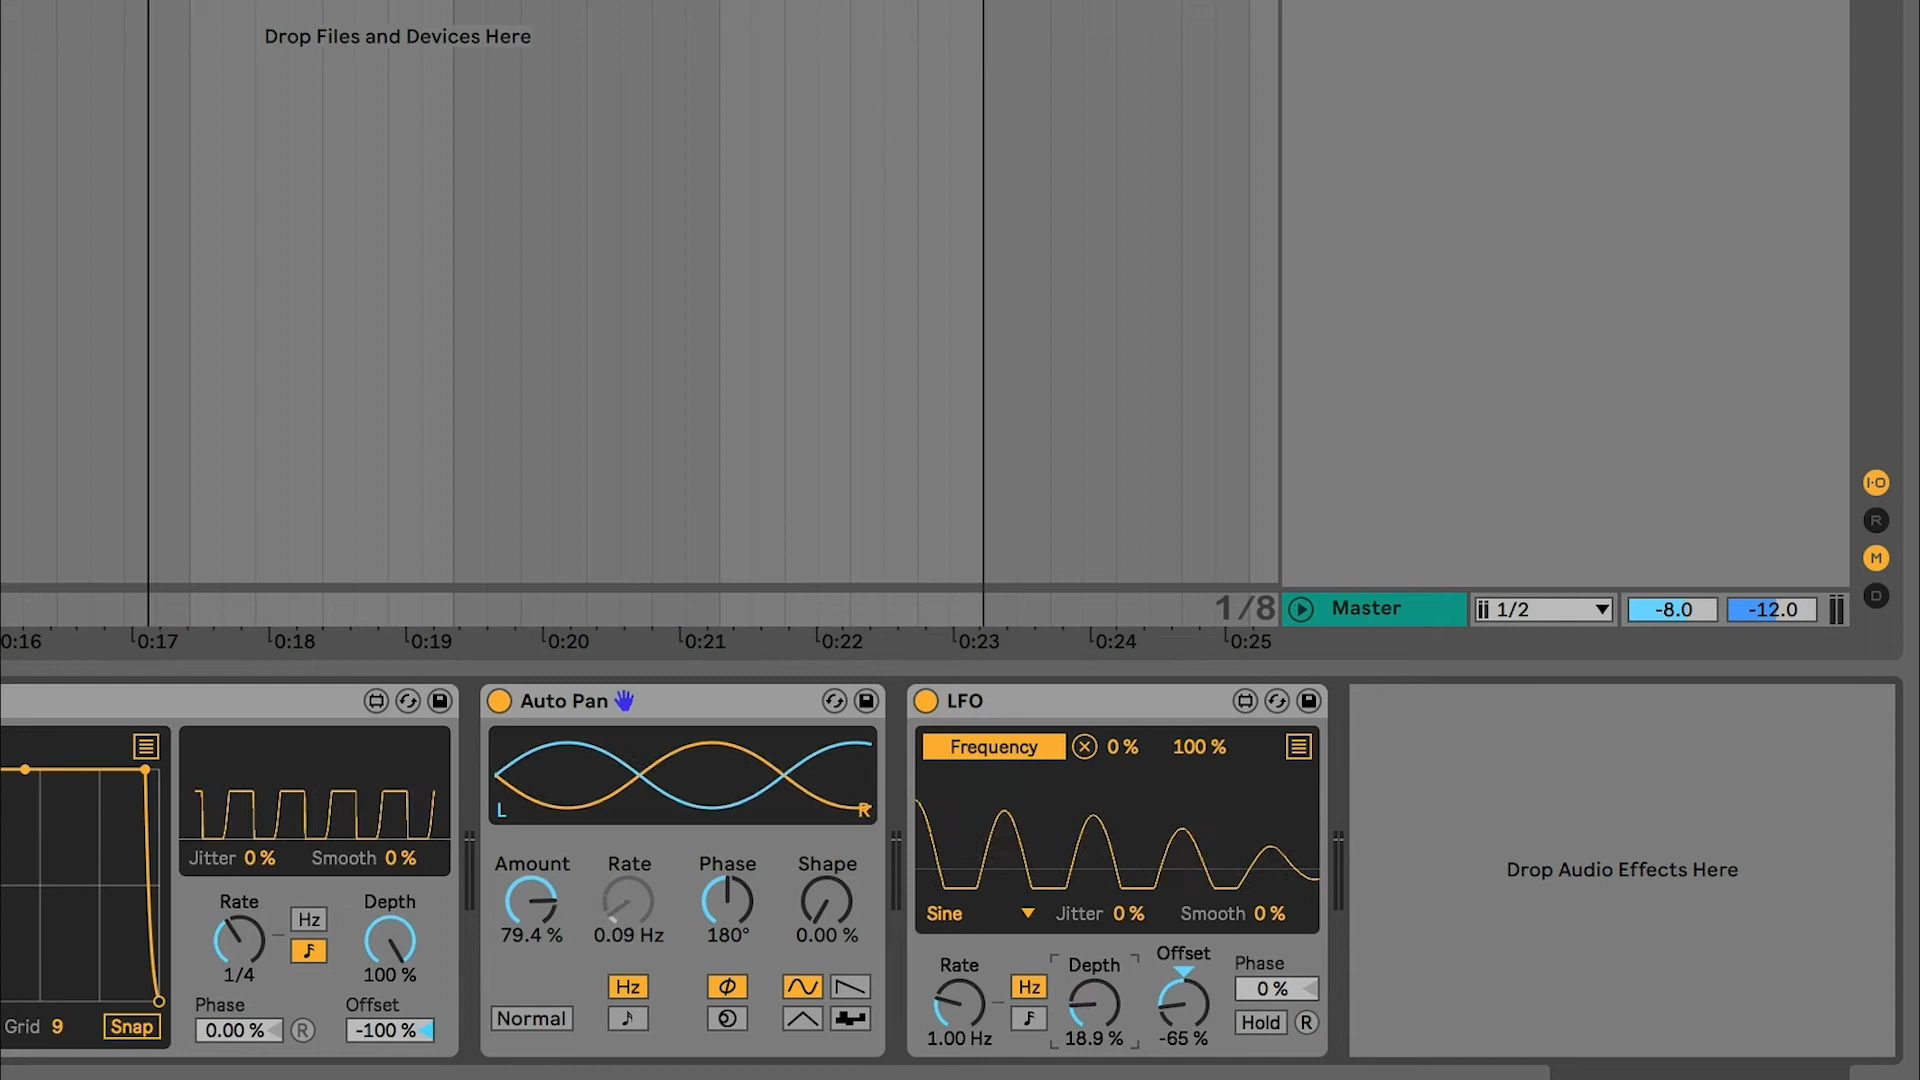 Drop Files and Devices Here
1/8
Master
1/2
-8.0
-12.0
I·O
R
M
D
0:16
0:17
0:18
0:19
0:20
0:21
0:22
0:23
0:24
0:25
Jitter 0 %
Smooth 0 %
Rate
1/4
Hz
Depth
100 %
Phase
0.00 %
R
Offset
-100 %
Grid 9
Snap
Auto Pan
L
R
Amount
79.4 %
Rate
0.09 Hz
Phase
180°
Shape
0.00 %
Normal
Hz
LFO
Frequency
0 %
100 %
Sine
Jitter 0 %
Smooth 0 %
Rate
1.00 Hz
Hz
Depth
18.9 %
Offset
-65 %
Phase
0 %
Hold
R
Drop Audio Effects Here